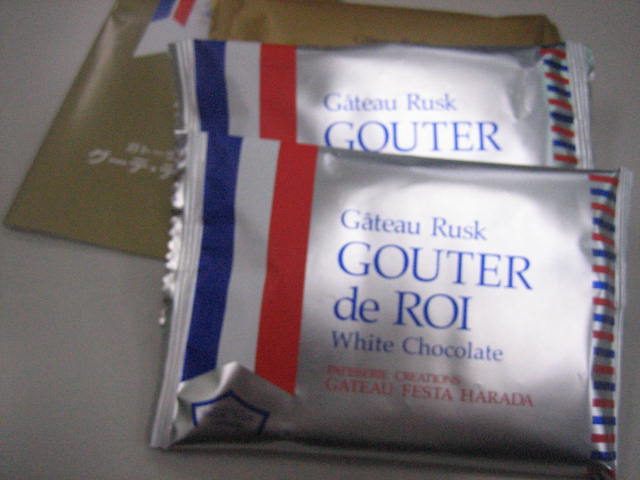 Gâteau Rusk
GOUTER
グーテ・デ
Gâteau Rusk
GOUTER
de ROI
White Chocolate
PATISSERIE CREATIONS
GATEAU FESTA HARADA